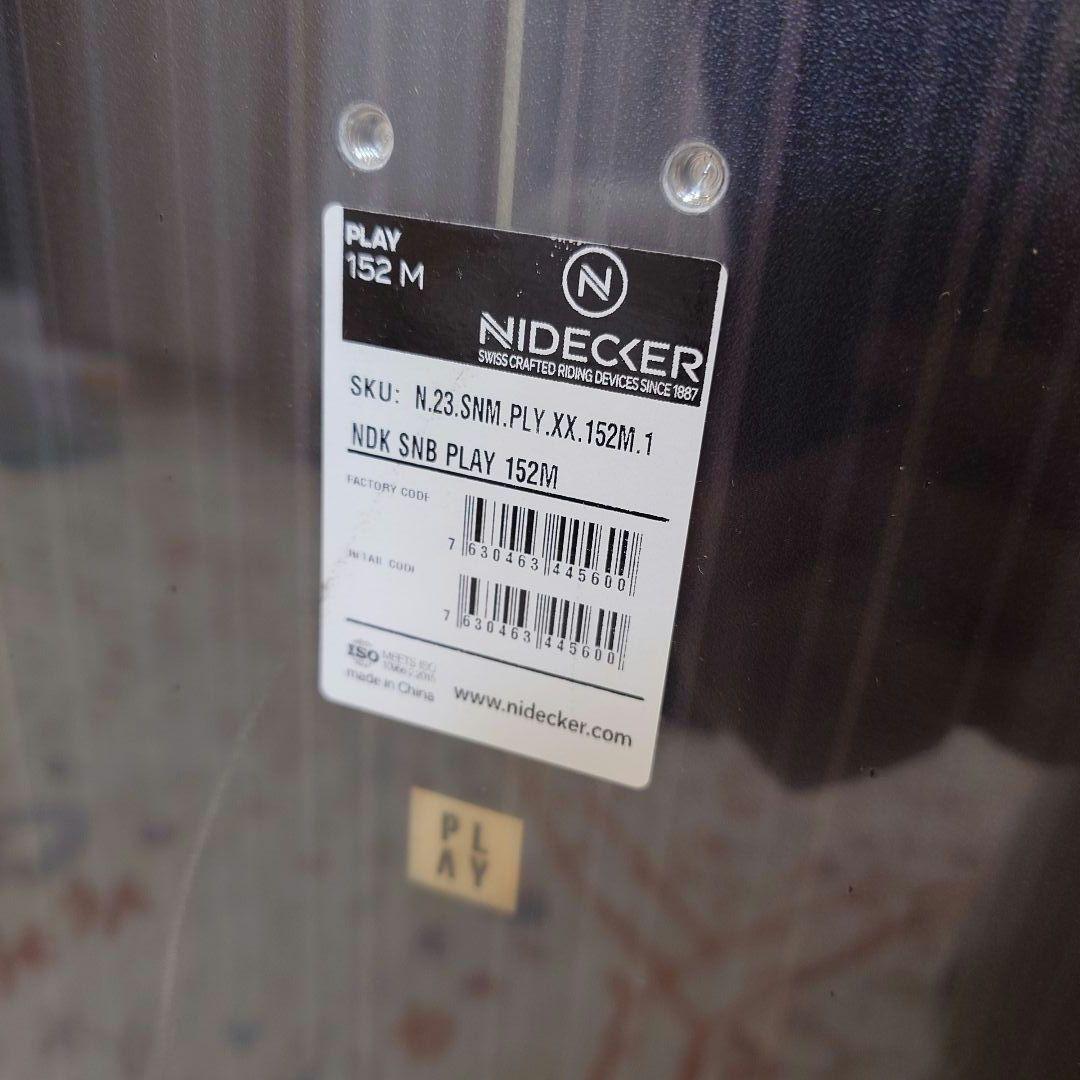 PLAY
152 M
N
NIDECKER
SWISS CRAFTED RIDING DEVICES SINCE 1887
SKU: N.23.SNM.PLY.XX.152M.1
NDK SNB PLAY 152M
FACTORY CODE
7 630463 445600
RETAIL CODE
7 630463 445600
ISO
MEETS ISO
made in China
www.nidecker.com
PL
AY